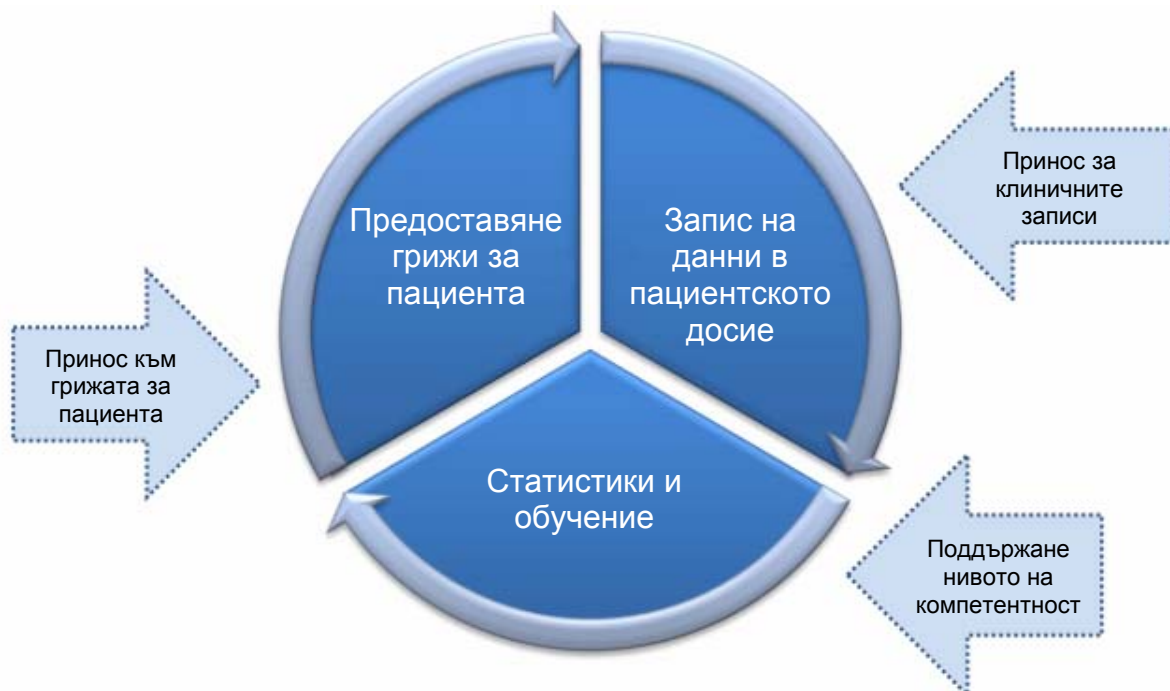 Предоставяне
грижи за
пациента
Запис на
данни в
пациентското
досие
Принос за
клиничните
записи
Принос към
грижата за
пациента
Статистики и
обучение
Поддържане
нивото на
компетентност